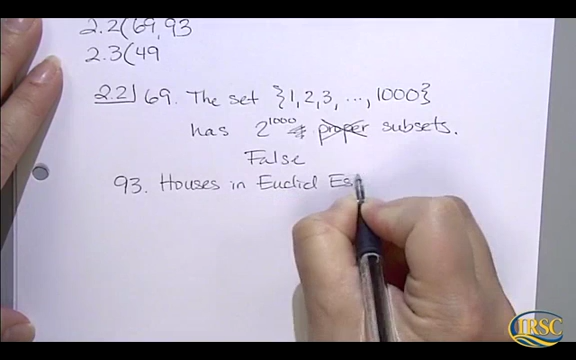 2.2(69, 93
2.3(49
2.2 69. The set {1, 2, 3, ..., 1000}
has 2^1000 proper subsets.
False
93. Houses in Euclid Es
IRSC